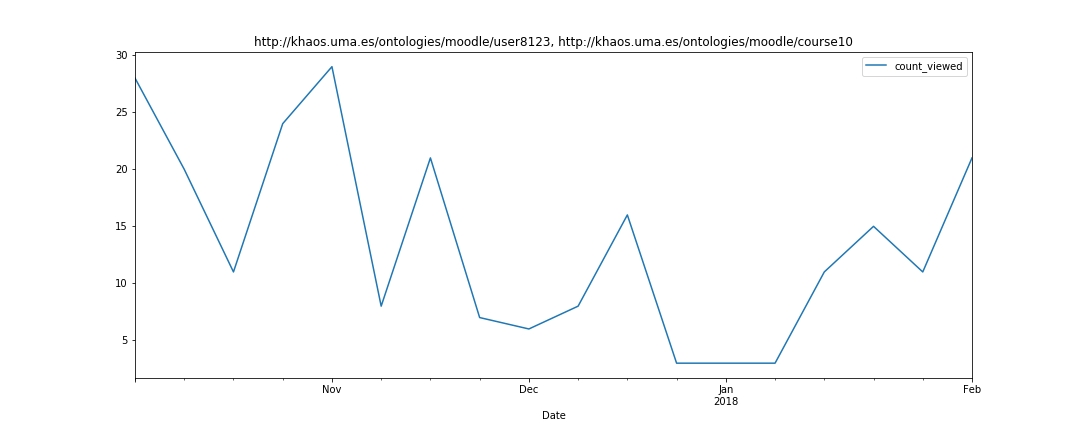 http://khaos.uma.es/ontologies/moodle/user8123, http://khaos.uma.es/ontologies/moodle/course10
count_viewed
30
25
20
15
10
5
Nov
Dec
Jan
2018
Feb
Date